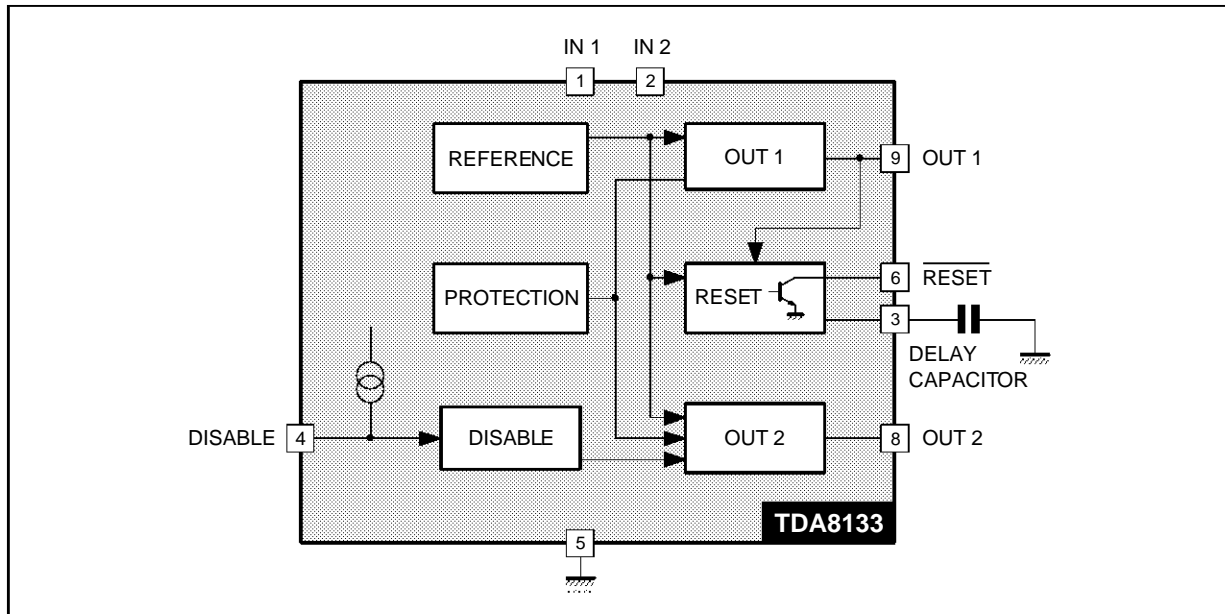 IN 1 IN 2
1 2
REFERENCE
OUT 1
9 OUT 1
PROTECTION
RESET
6 RESET
3
DELAY
CAPACITOR
DISABLE 4
DISABLE
OUT 2
8 OUT 2
TDA8133
5